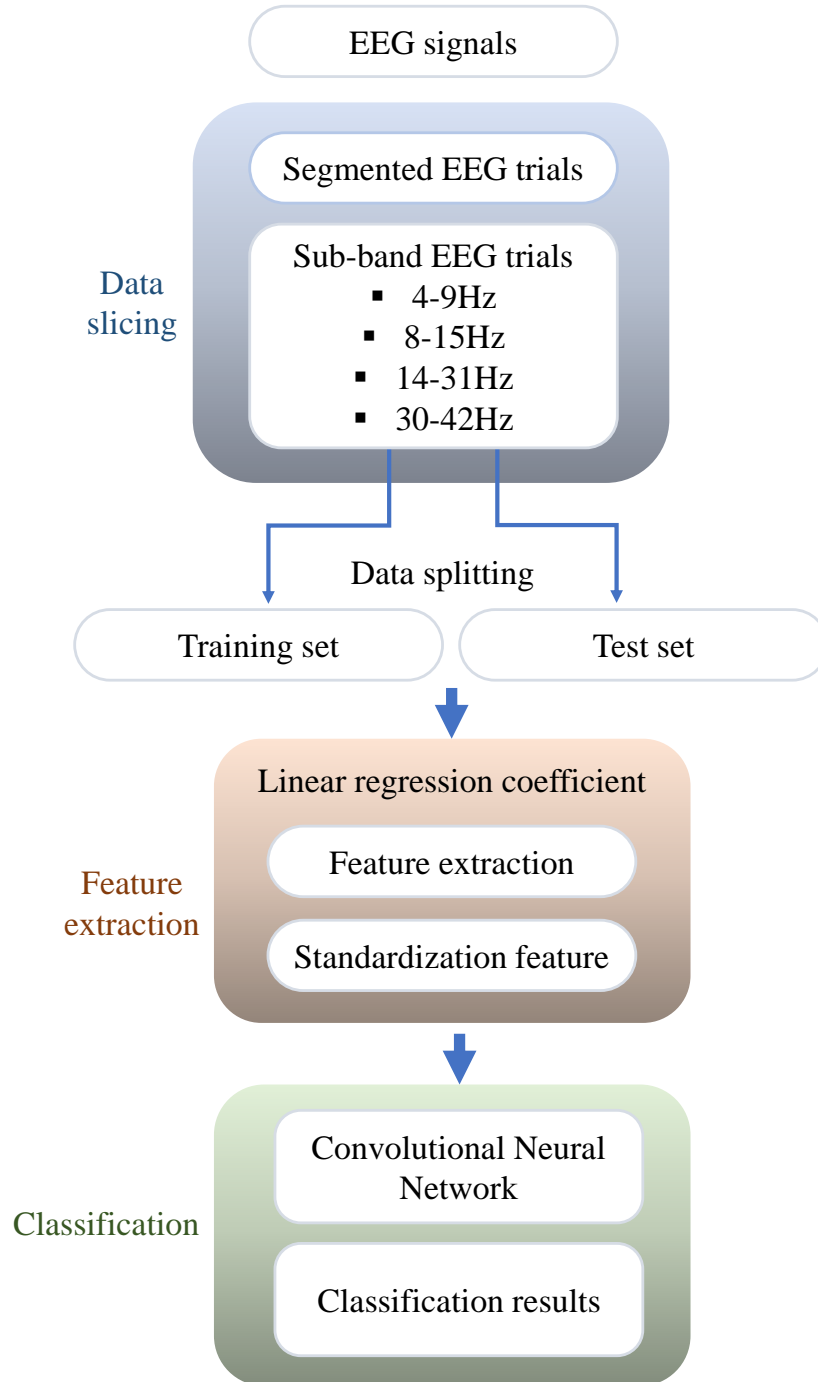 EEG signals
Segmented EEG trials
Sub-band EEG trials
▪ 4-9Hz
▪ 8-15Hz
▪ 14-31Hz
▪ 30-42Hz
Data
slicing
Data splitting
Training set
Test set
Linear regression coefficient
Feature extraction
Standardization feature
Feature
extraction
Convolutional Neural
Network
Classification results
Classification